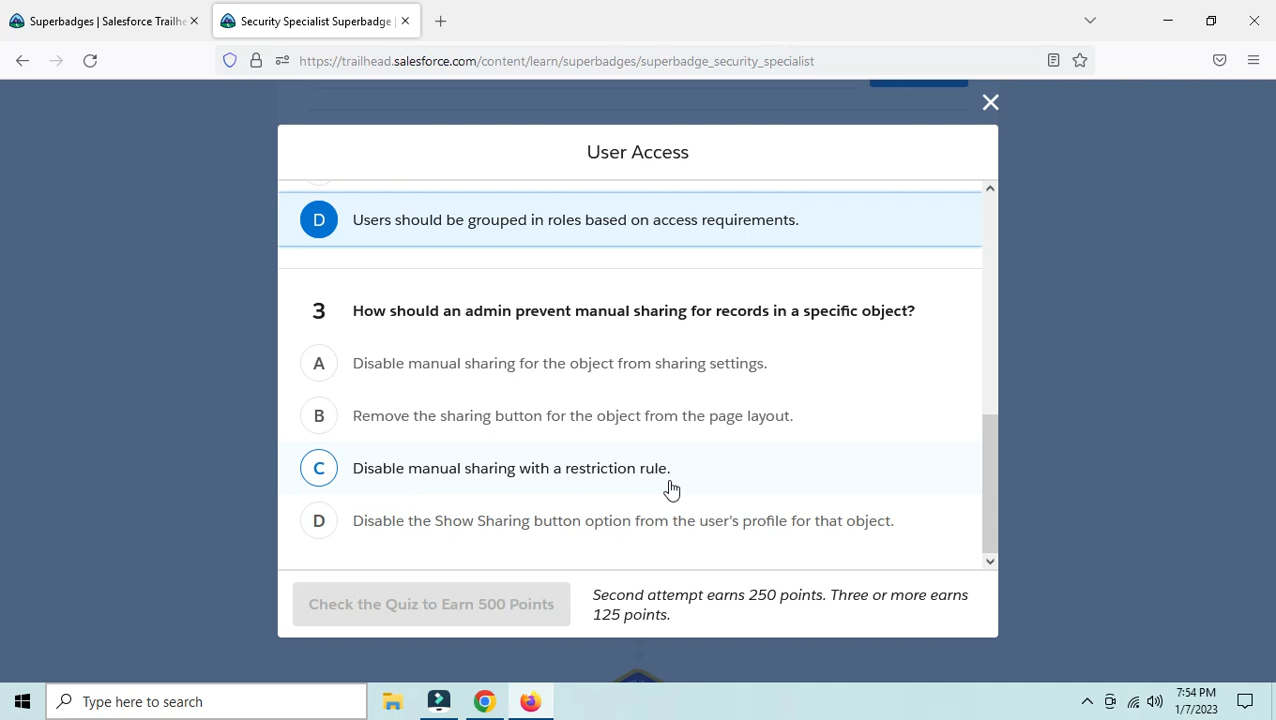 Superbadges | Salesforce Trailhe
Security Specialist Superbadge |
https://trailhead.salesforce.com/content/learn/superbadges/superbadge_security_specialist
User Access
D Users should be grouped in roles based on access requirements.
3 How should an admin prevent manual sharing for records in a specific object?
A Disable manual sharing for the object from sharing settings.
B Remove the sharing button for the object from the page layout.
C Disable manual sharing with a restriction rule.
D Disable the Show Sharing button option from the user's profile for that object.
Check the Quiz to Earn 500 Points
Second attempt earns 250 points. Three or more earns
125 points.
Type here to search
7:54 PM
1/7/2023